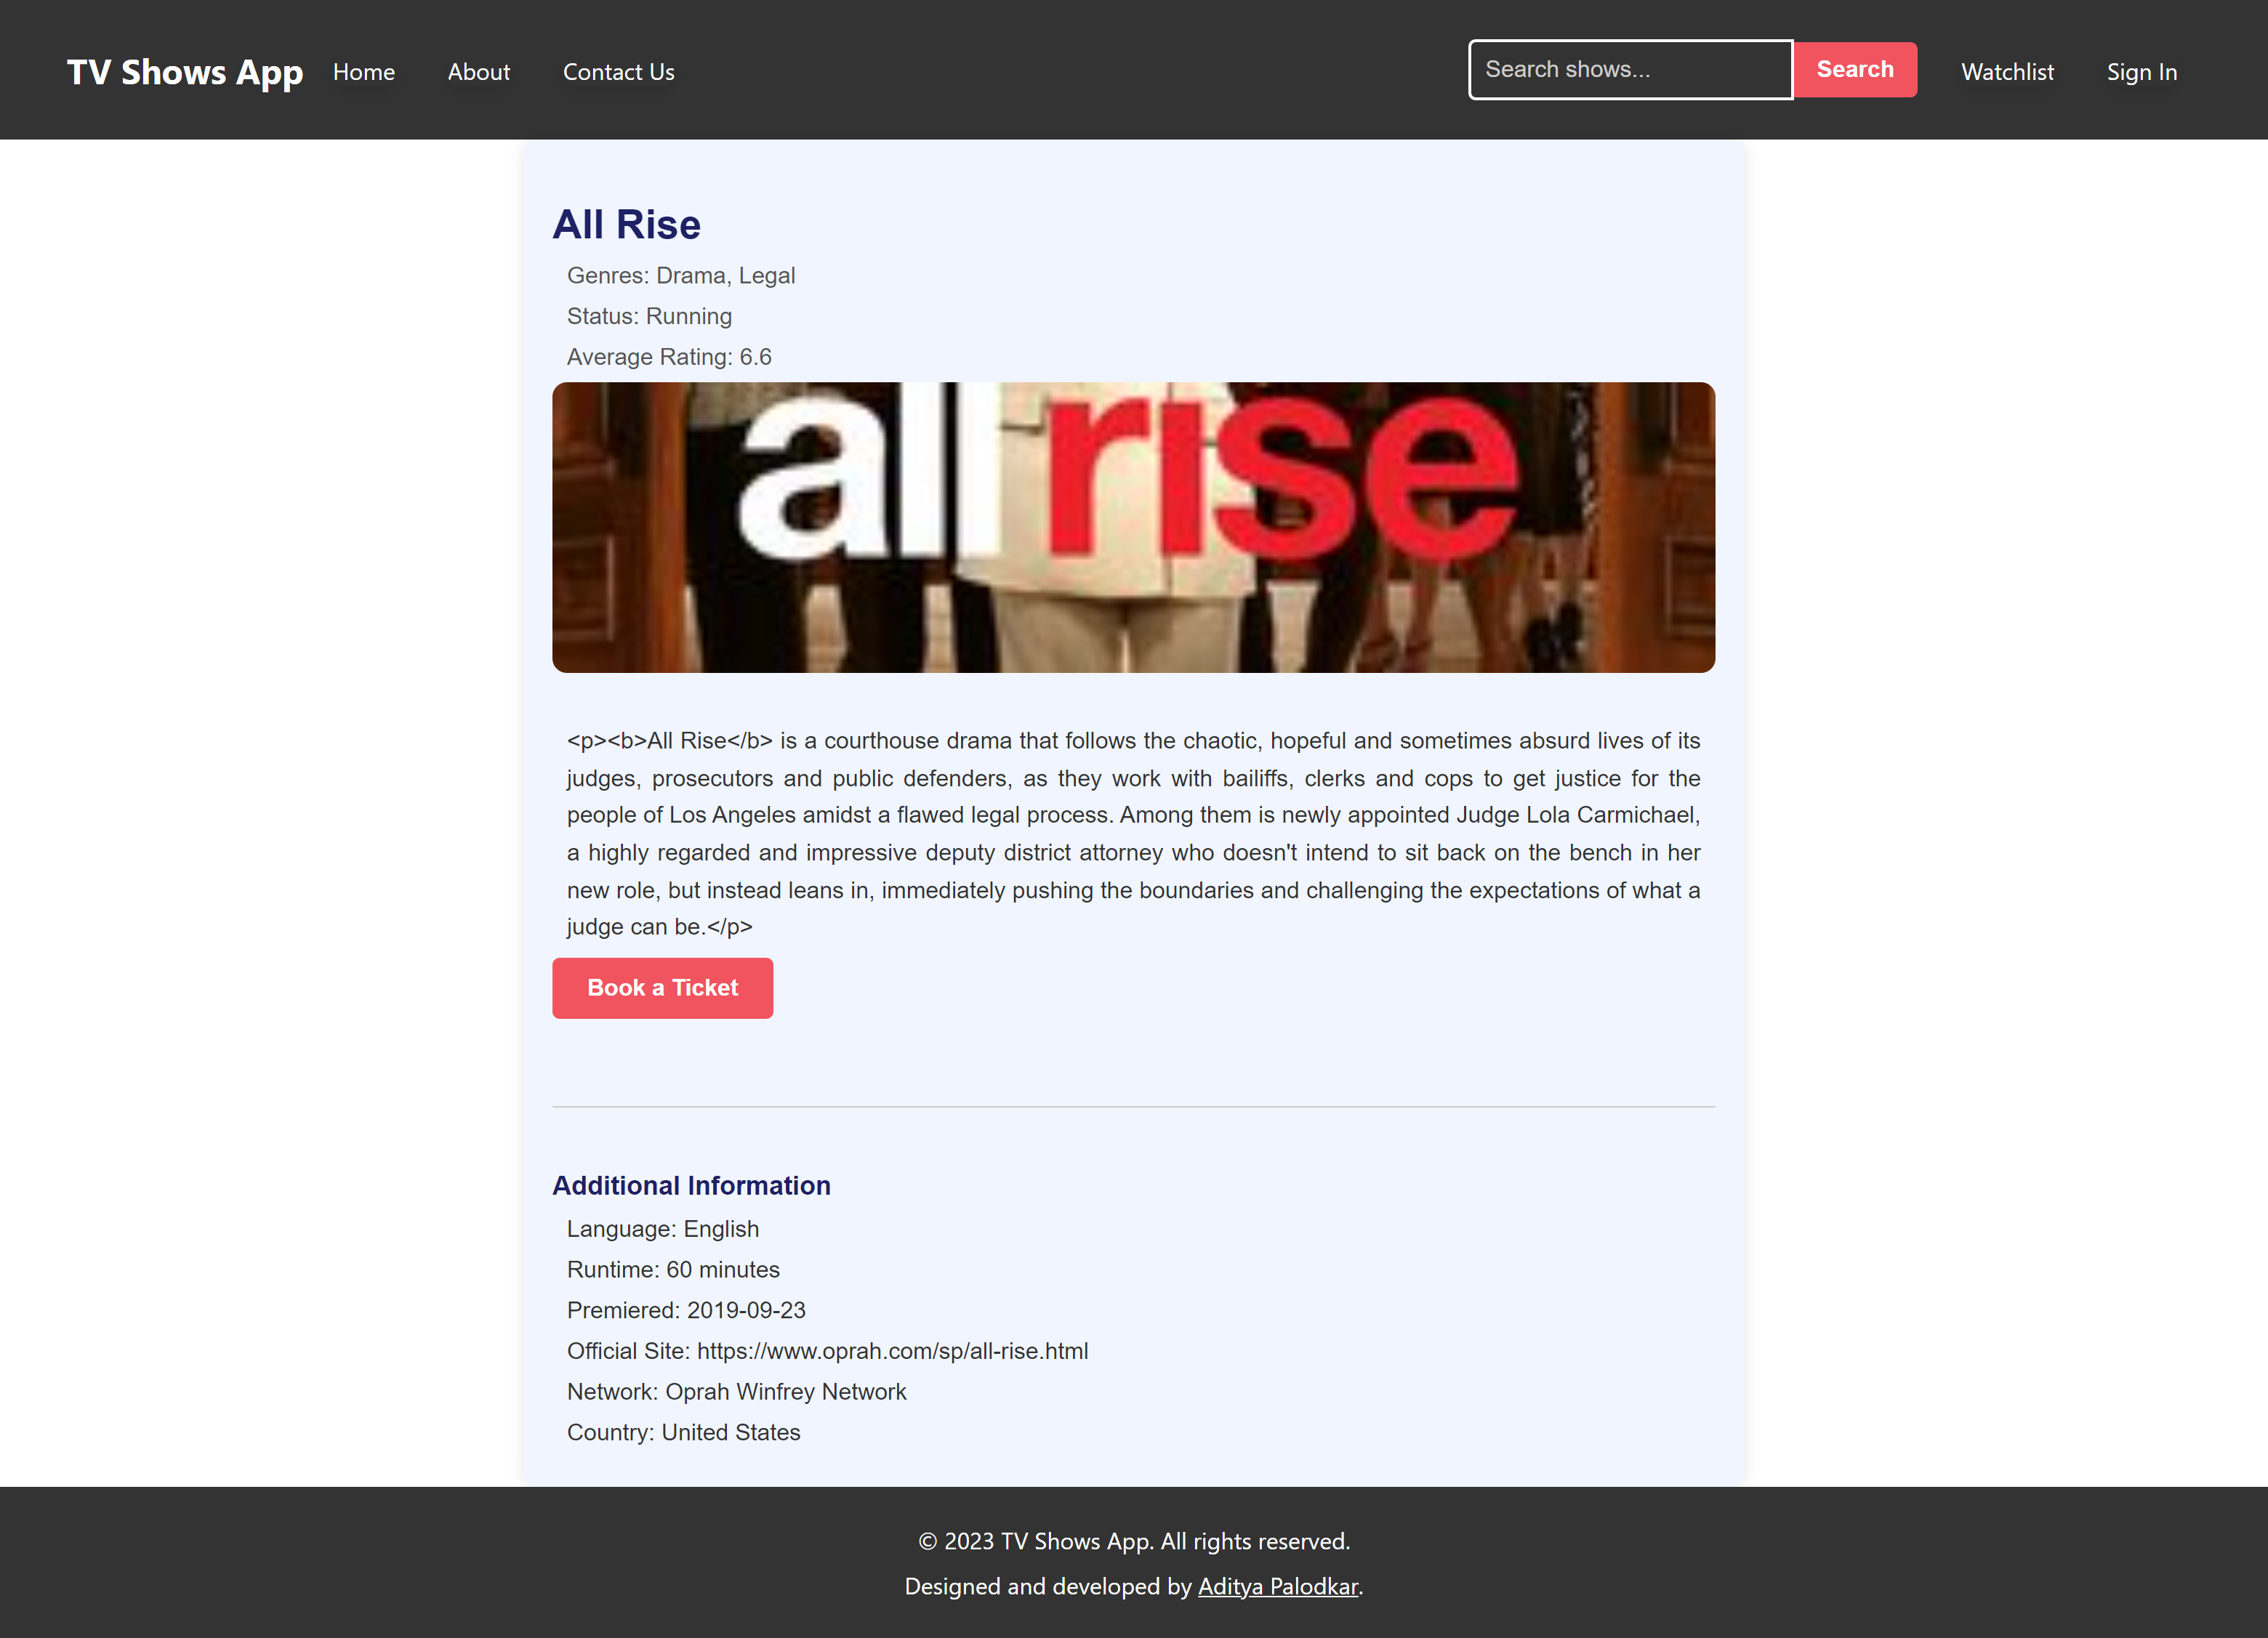 TV Shows App Home About Contact Us Search shows... Search Watchlist Sign In
All Rise
Genres: Drama, Legal
Status: Running
Average Rating: 6.6
all rise
<p><b>All Rise</b> is a courthouse drama that follows the chaotic, hopeful and sometimes absurd lives of its
judges, prosecutors and public defenders, as they work with bailiffs, clerks and cops to get justice for the
people of Los Angeles amidst a flawed legal process. Among them is newly appointed Judge Lola Carmichael,
a highly regarded and impressive deputy district attorney who doesn't intend to sit back on the bench in her
new role, but instead leans in, immediately pushing the boundaries and challenging the expectations of what a
judge can be.</p>
Book a Ticket
Additional Information
Language: English
Runtime: 60 minutes
Premiered: 2019-09-23
Official Site: https://www.oprah.com/sp/all-rise.html
Network: Oprah Winfrey Network
Country: United States
© 2023 TV Shows App. All rights reserved.
Designed and developed by Aditya Palodkar.